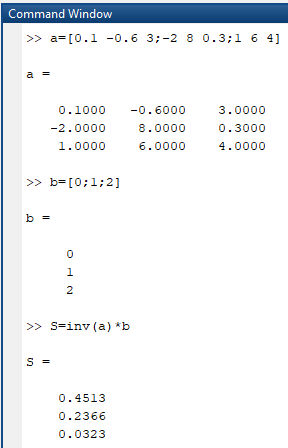 Command Window
>> a=[0.1 -0.6 3;-2 8 0.3;1 6 4]
a =
0.1000 -0.6000 3.0000
-2.0000 8.0000 0.3000
1.0000 6.0000 4.0000
>> b=[0;1;2]
b =
0
1
2
>> S=inv(a)*b
S =
0.4513
0.2366
0.0323